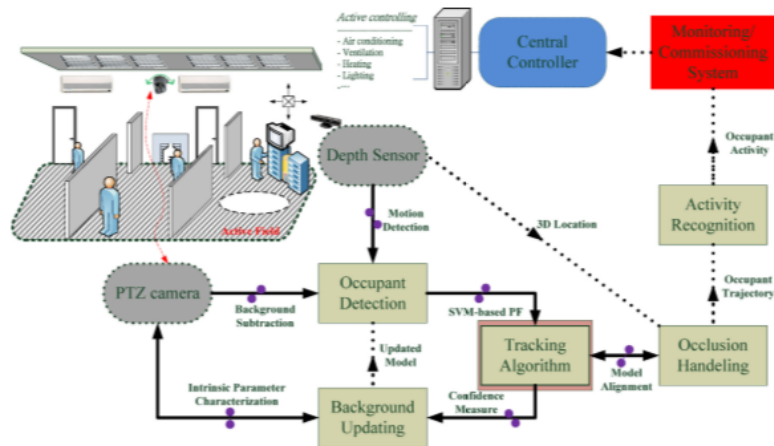 Active controlling
- Air conditioning
- Ventilation
- Heating
- Lighting
-....
Central
Controller
Monitoring/
Commissioning
System
Depth Sensor
Occupant
Activity
Active Field
Motion
Detection
3D Location
Activity
Recognition
PTZ camera
Background
Subtraction
Occupant
Detection
SVM-based PF
Occupant
Trajectory
Updated
Model
Tracking
Algorithm
Model
Alignment
Occlusion
Handeling
Intrinsic Parameter
Characterization
Background
Updating
Confidence
Measure